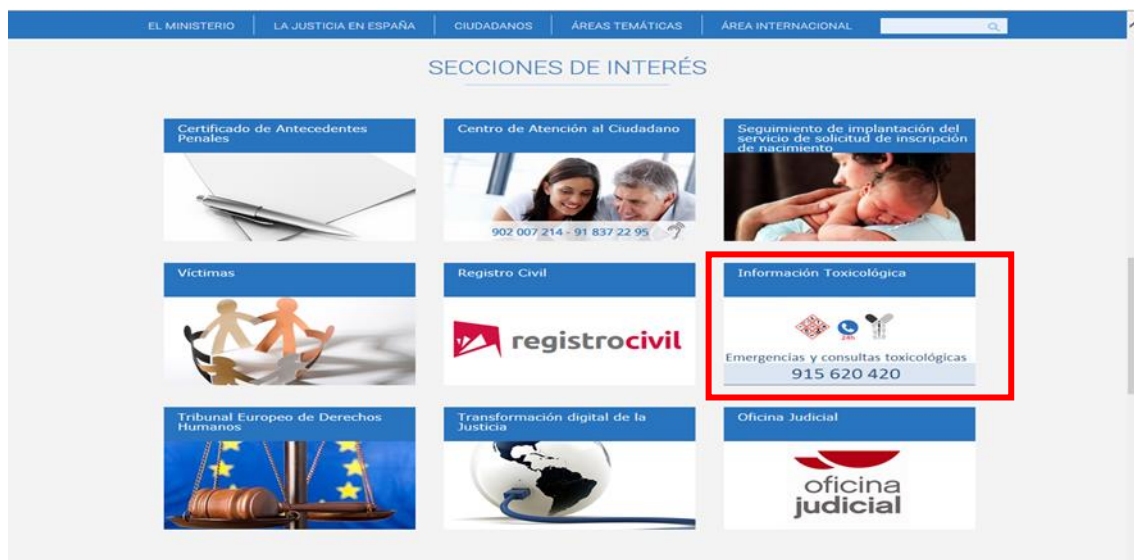 EL MINISTERIO
LA JUSTICIA EN ESPAÑA
CIUDADANOS
ÁREAS TEMÁTICAS
ÁREA INTERNACIONAL
SECCIONES DE INTERÉS
Certificado de Antecedentes
Penales
Centro de Atención al Ciudadano
902 007 214 - 91 837 22 95
Seguimiento de implantación del
servicio de solicitud de inscripción
de nacimiento
Víctimas
Registro Civil
registrocivil
Información Toxicológica
24h
Emergencias y consultas toxicológicas
915 620 420
Tribunal Europeo de Derechos
Humanos
Transformación digital de la
Justicia
Oficina Judicial
oficina
judicial